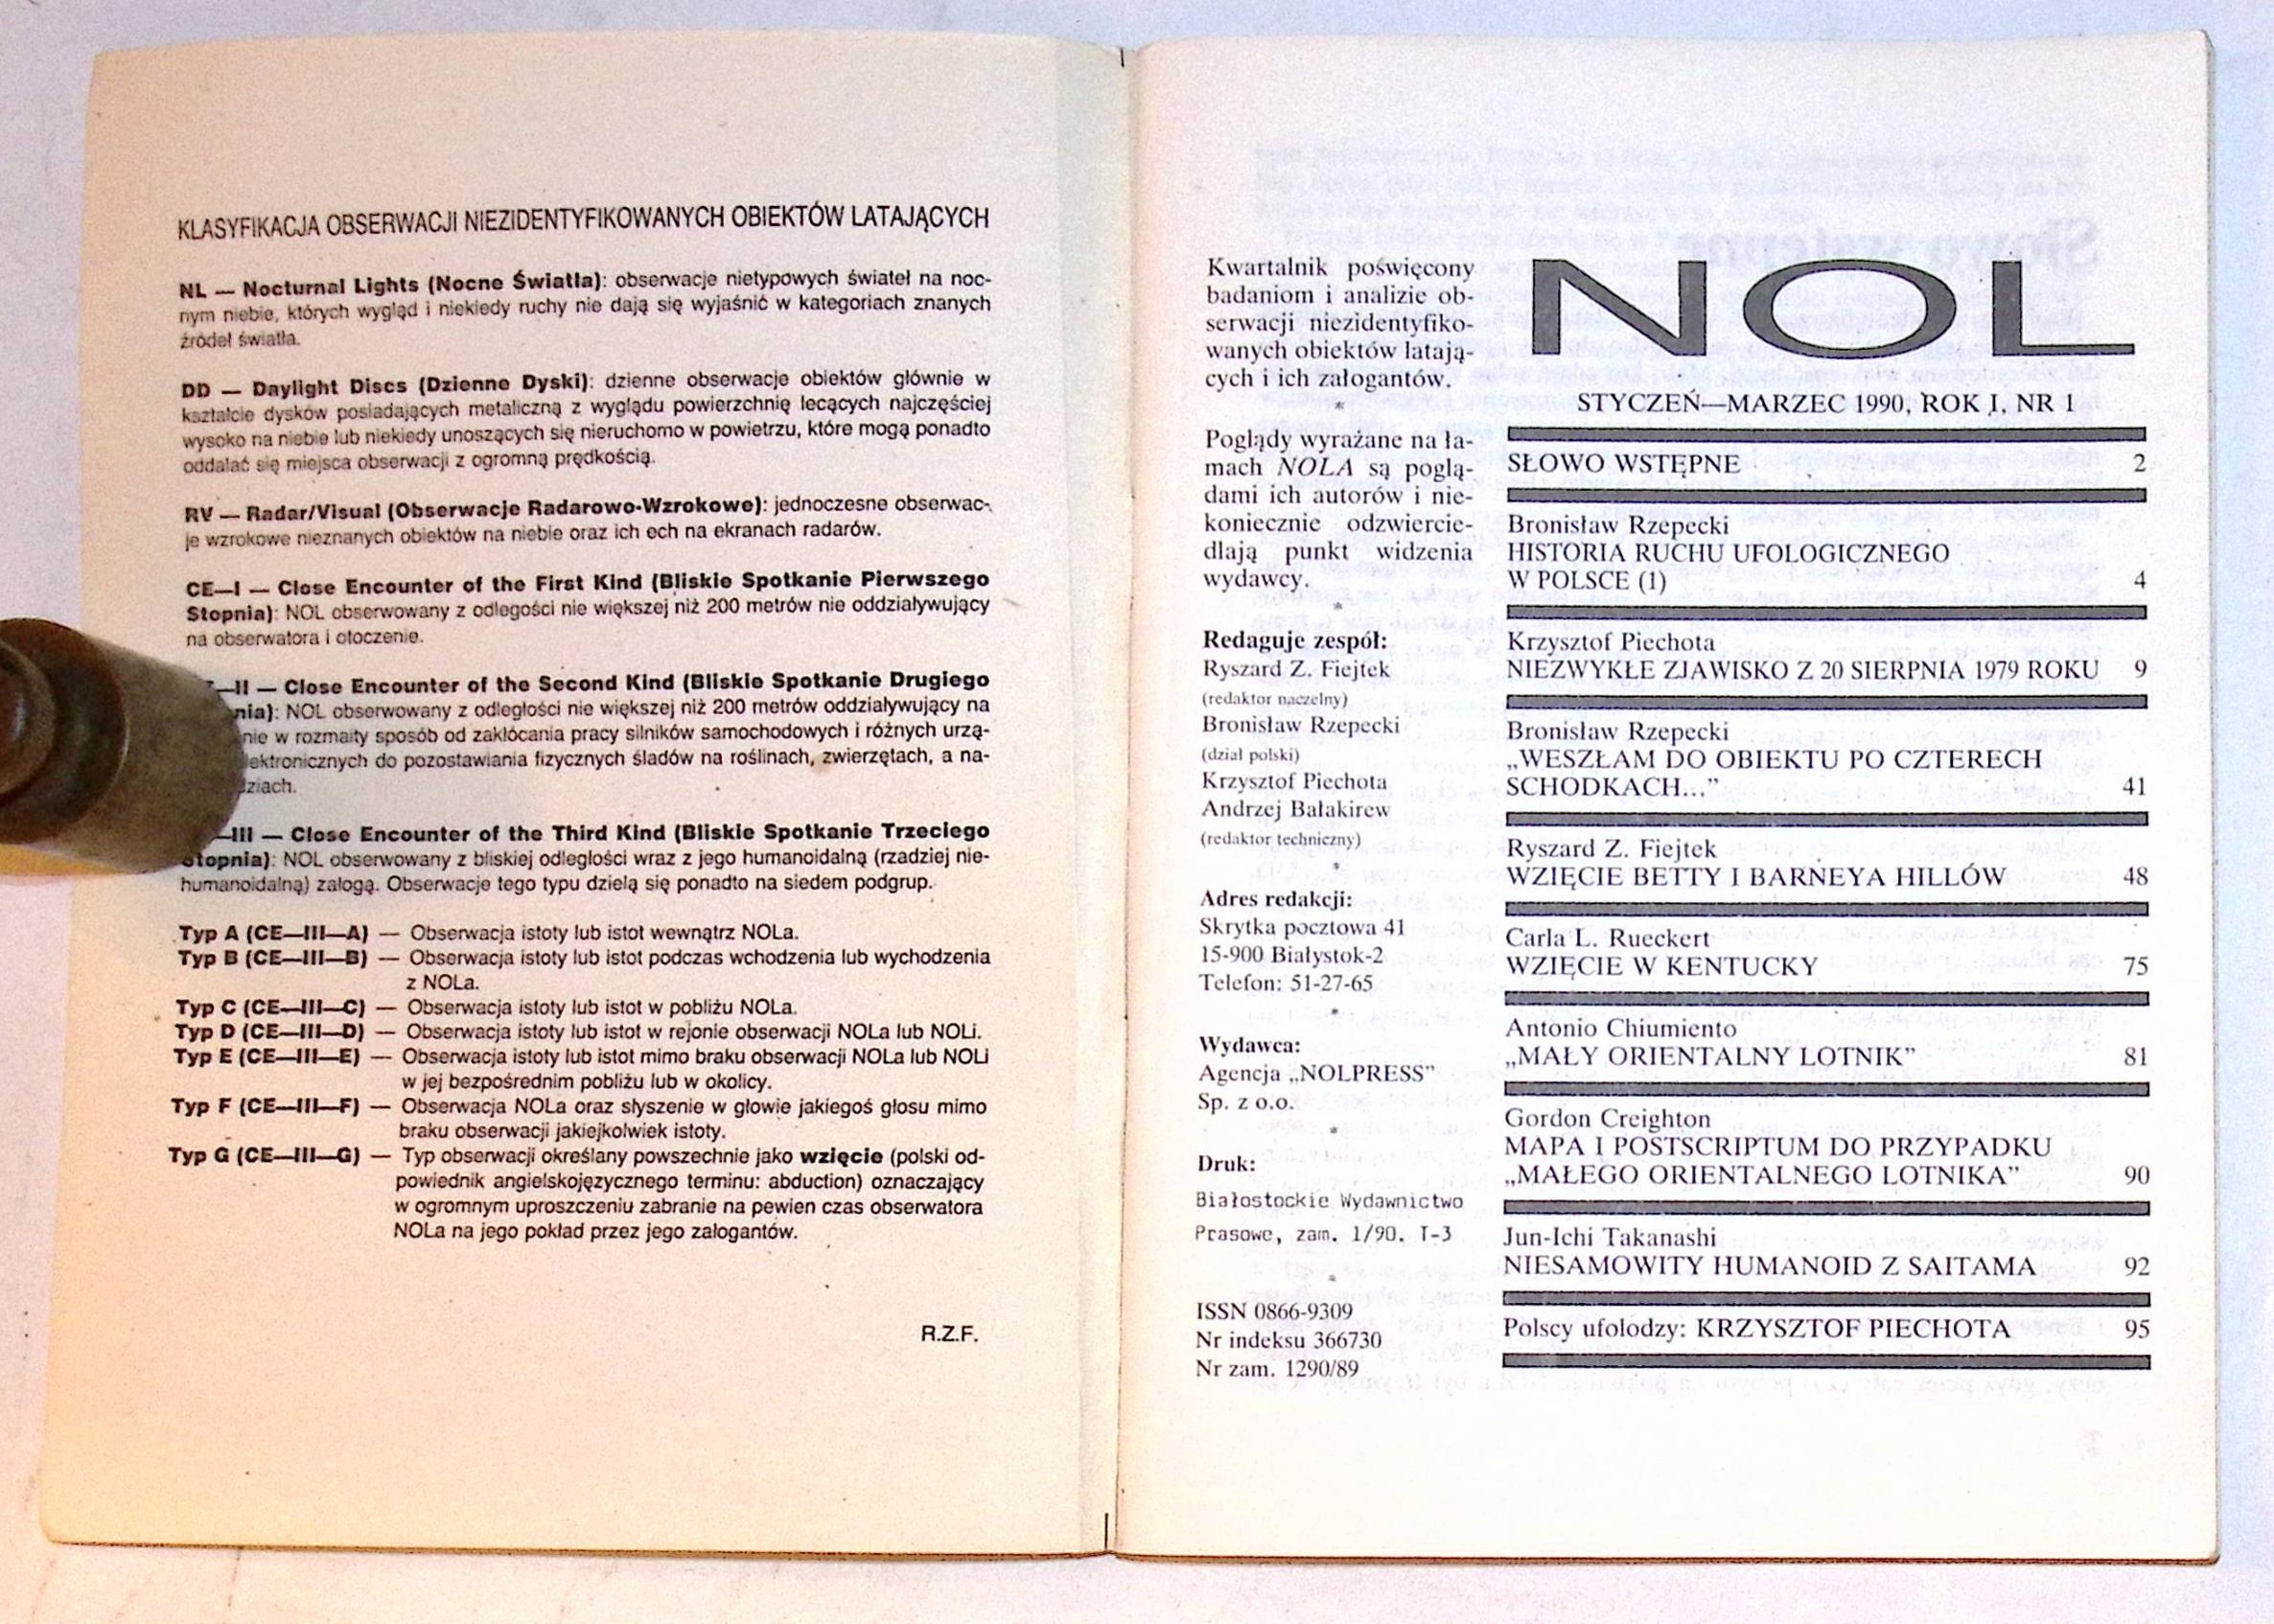 KLASYFIKACJA OBSERWACJI NIEZIDENTYFIKOWANYCH OBIEKTÓW LATAJĄCYCH
NL — Nocturnal Lights (Nocne Światła): obserwacje nietypowych świateł na noc-
nym niebie, których wygląd i niekiedy ruchy nie dają się wyjaśnić w kategoriach znanych
źródeł światła.
DD — Daylight Discs (Dzienne Dyski): dzienne obserwacje obiektów głównie w
kształcie dysków posiadających metaliczną z wyglądu powierzchnię lecących najczęściej
wysoko na niebie lub niekiedy unoszących się nieruchomo w powietrzu, które mogą ponadto
oddalać się miejsca obserwacji z ogromną prędkością.
RV — Radar/Visual (Obserwacje Radarowo-Wzrokowe): jednoczesne obserwac-
je wzrokowe nieznanych obiektów na niebie oraz ich ech na ekranach radarów.
CE—I — Close Encounter of the First Kind (Bliskie Spotkanie Pierwszego
Stopnia): NOL obserwowany z odlegości nie większej niż 200 metrów nie oddziaływujący
na obserwatora i otoczenie.
—II — Close Encounter of the Second Kind (Bliskie Spotkanie Drugiego
nia): NOL obserwowany z odległości nie większej niż 200 metrów oddziaływujący na
nie w rozmaity sposób od zakłócania pracy silników samochodowych i różnych urzą-
ektronicznych do pozostawiania fizycznych śladów na roślinach, zwierzętach, a na-
dziach.
—III — Close Encounter of the Third Kind (Bliskie Spotkanie Trzeciego
Stopnia): NOL obserwowany z bliskiej odległości wraz z jego humanoidalną (rzadziej nie-
humanoidalną) załogą. Obserwacje tego typu dzielą się ponadto na siedem podgrup.
Typ A (CE—III—A) — Obserwacja istoty lub istot wewnątrz NOLa.
Typ B (CE—III—B) — Obserwacja istoty lub istot podczas wchodzenia lub wychodzenia
z NOLa.
Typ C (CE—III—C) — Obserwacja istoty lub istot w pobliżu NOLa.
Typ D (CE—III—D) — Obserwacja istoty lub istot w rejonie obserwacji NOLa lub NOLi.
Typ E (CE—III—E) — Obserwacja istoty lub istot mimo braku obserwacji NOLa lub NOLi
w jej bezpośrednim pobliżu lub w okolicy.
Typ F (CE—III—F) — Obserwacja NOLa oraz słyszenie w głowie jakiegoś głosu mimo
braku obserwacji jakiejkolwiek istoty.
Typ G (CE—III—G) — Typ obserwacji określany powszechnie jako wzięcie (polski od-
powiednik angielskojęzycznego terminu: abduction) oznaczający
w ogromnym uproszczeniu zabranie na pewien czas obserwatora
NOLa na jego pokład przez jego załogantów.
R.Z.F.
Kwartalnik poświęcony
badaniom i analizie ob-
serwacji niezidentyfiko-
wanych obiektów latają-
cych i ich załogantów.
*
Poglądy wyrażane na ła-
mach NOLA są poglą-
dami ich autorów i nie-
koniecznie odzwiercie-
dlają punkt widzenia
wydawcy.
*
Redaguje zespół:
Ryszard Z. Fiejtek
(redaktor naczelny)
Bronisław Rzepecki
(dział polski)
Krzysztof Piechota
Andrzej Bałakirew
(redaktor techniczny)
*
Adres redakcji:
Skrytka pocztowa 41
15-900 Białystok-2
Telefon: 51-27-65
*
Wydawca:
Agencja „NOLPRESS”
Sp. z o.o.
*
Druk:
Białostockie Wydawnictwo
Prasowe, zam. 1/90. T-3
*
ISSN 0866-9309
Nr indeksu 366730
Nr zam. 1290/89
NOL
STYCZEŃ—MARZEC 1990, ROK I, NR 1
SŁOWO WSTĘPNE 2
Bronisław Rzepecki
HISTORIA RUCHU UFOLOGICZNEGO
W POLSCE (1) 4
Krzysztof Piechota
NIEZWYKŁE ZJAWISKO Z 20 SIERPNIA 1979 ROKU 9
Bronisław Rzepecki
„WESZŁAM DO OBIEKTU PO CZTERECH
SCHODKACH...” 41
Ryszard Z. Fiejtek
WZIĘCIE BETTY I BARNEYA HILLÓW 48
Carla L. Rueckert
WZIĘCIE W KENTUCKY 75
Antonio Chiumiento
„MAŁY ORIENTALNY LOTNIK” 81
Gordon Creighton
MAPA I POSTSCRIPTUM DO PRZYPADKU
„MAŁEGO ORIENTALNEGO LOTNIKA” 90
Jun-Ichi Takanashi
NIESAMOWITY HUMANOID Z SAITAMA 92
Polscy ufolodzy: KRZYSZTOF PIECHOTA 95